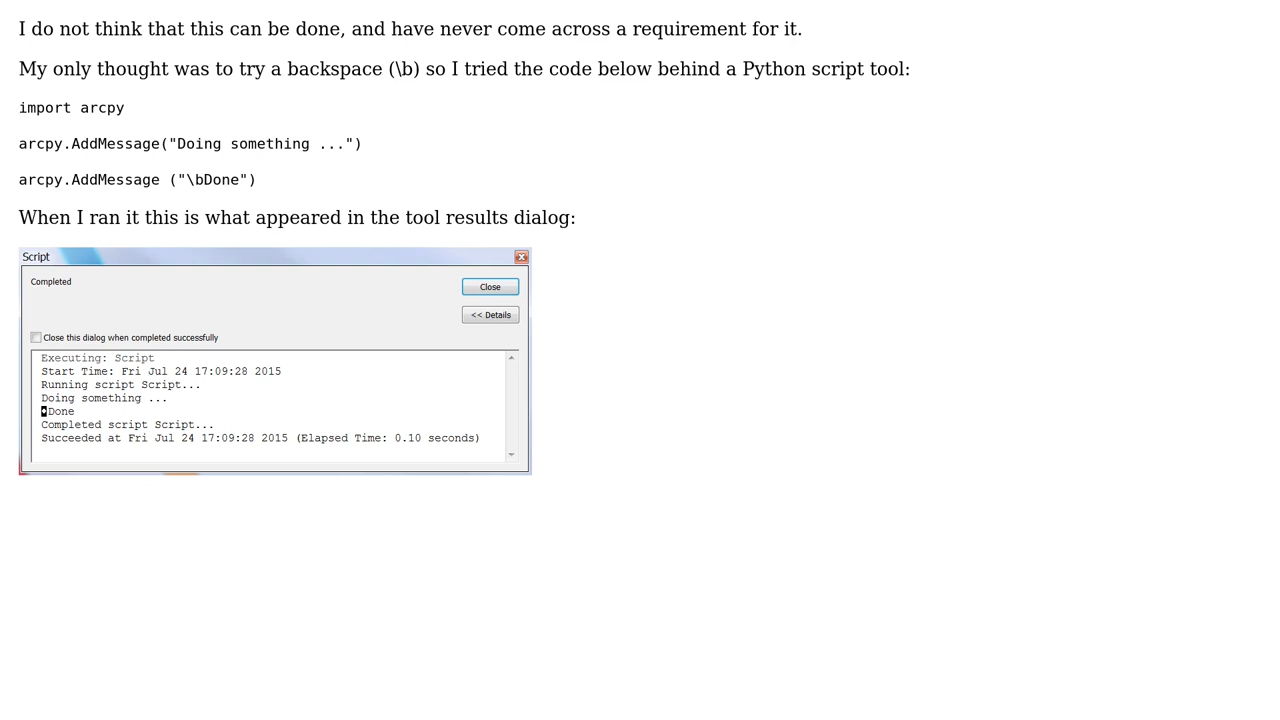 I do not think that this can be done, and have never come across a requirement for it.
My only thought was to try a backspace (\b) so I tried the code below behind a Python script tool:
import arcpy
arcpy.AddMessage("Doing something ...")
arcpy.AddMessage ("\bDone")
When I ran it this is what appeared in the tool results dialog:
Script
Completed
Close
<< Details
Close this dialog when completed successfully
Executing: Script
Start Time: Fri Jul 24 17:09:28 2015
Running script Script...
Doing something ...
◘Done
Completed script Script...
Succeeded at Fri Jul 24 17:09:28 2015 (Elapsed Time: 0.10 seconds)